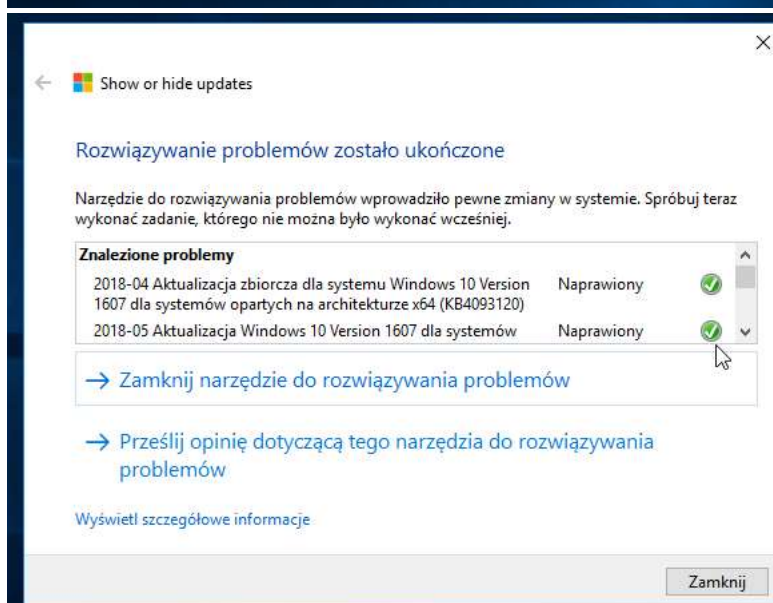 Show or hide updates
Rozwiązywanie problemów zostało ukończone
Narzędzie do rozwiązywania problemów wprowadziło pewne zmiany w systemie. Spróbuj teraz
wykonać zadanie, którego nie można było wykonać wcześniej.
Znalezione problemy
2018-04 Aktualizacja zbiorcza dla systemu Windows 10 Version Naprawiony
1607 dla systemów opartych na architekturze x64 (KB4093120)
2018-05 Aktualizacja Windows 10 Version 1607 dla systemów Naprawiony
Zamknij narzędzie do rozwiązywania problemów
Prześlij opinię dotyczącą tego narzędzia do rozwiązywania
problemów
Wyświetl szczegółowe informacje
Zamknij